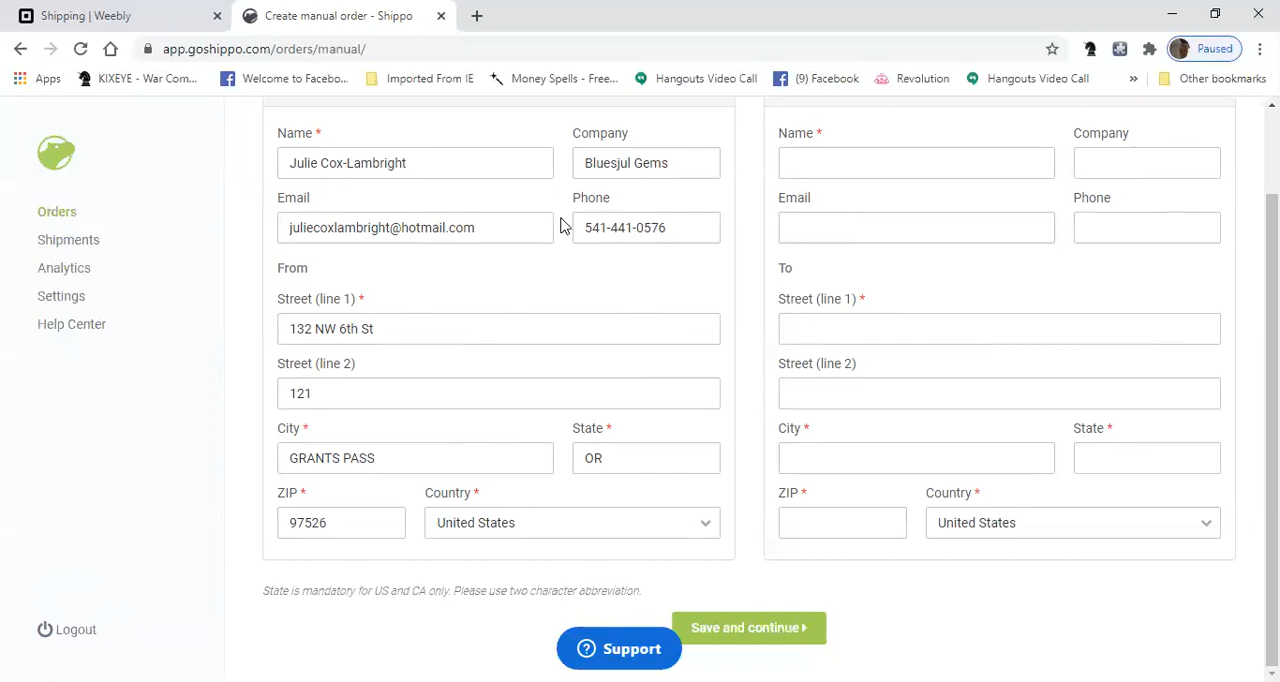 Shipping | Weebly
Create manual order - Shippo
app.goshippo.com/orders/manual/
Paused
Apps
KIXEYE - War Com...
Welcome to Facebo...
Imported From IE
Money Spells - Free...
Hangouts Video Call
(9) Facebook
Revolution
Hangouts Video Call
»
Other bookmarks
Orders
Shipments
Analytics
Settings
Help Center
Logout
Name * Company
Julie Cox-Lambright Bluesjul Gems
Email Phone
juliecoxlambright@hotmail.com 541-441-0576
From
Street (line 1) *
132 NW 6th St
Street (line 2)
121
City * State *
GRANTS PASS OR
ZIP * Country *
97526 United States
Name * Company
Email Phone
To
Street (line 1) *
Street (line 2)
City * State *
ZIP * Country *
United States
State is mandatory for US and CA only. Please use two character abbreviation.
Save and continue
Support